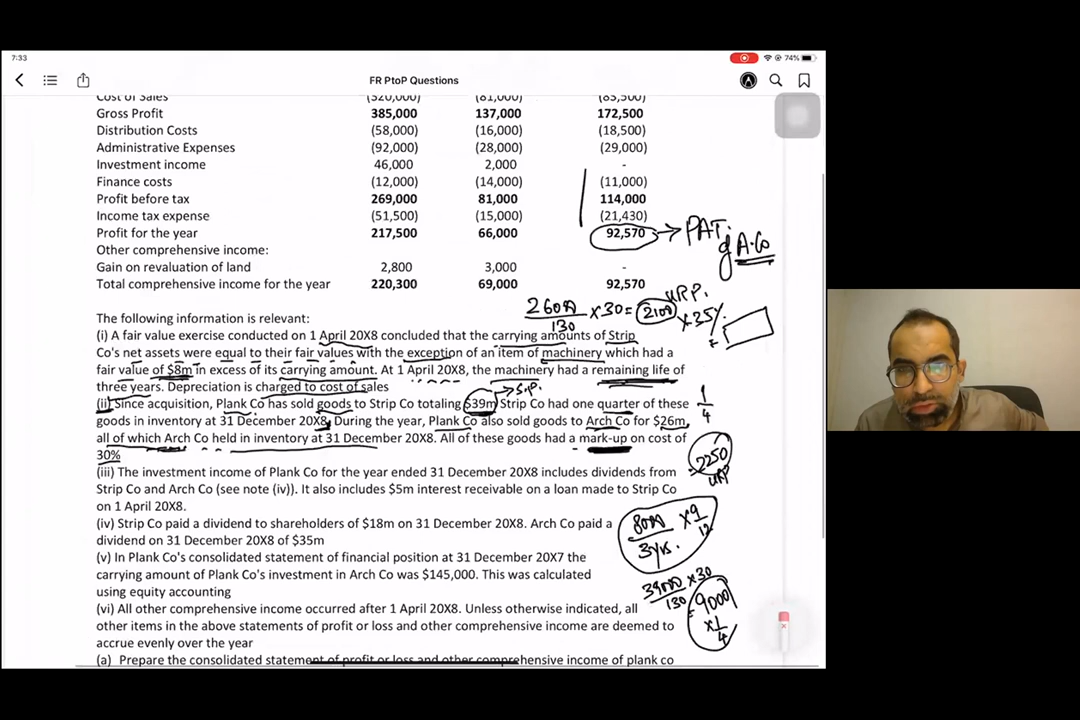 7:33
74%
FR PtoP Questions
Cost of Sales (320,000) (81,000) (83,500)
Gross Profit 385,000 137,000 172,500
Distribution Costs (58,000) (16,000) (18,500)
Administrative Expenses (92,000) (28,000) (29,000)
Investment income 46,000 2,000 -
Finance costs (12,000) (14,000) (11,000)
Profit before tax 269,000 81,000 114,000
Income tax expense (51,500) (15,000) (21,430)
Profit for the year 217,500 66,000 92,570
PAT
of A.Co
Other comprehensive income:
Gain on revaluation of land 2,800 3,000 -
Total comprehensive income for the year 220,300 69,000 92,570
URP.
×30=
130
×35%
=
The following information is relevant:
(i) A fair value exercise conducted on 1 April 20X8 concluded that the carrying amounts of Strip
Co's net assets were equal to their fair values with the exception of an item of machinery which had a
fair value of $8m in excess of its carrying amount. At 1 April 20X8, the machinery had a remaining life of
three years. Depreciation is charged to cost of sales
S.P.
(ii) Since acquisition, Plank Co has sold goods to Strip Co totaling $39m Strip Co had one quarter of these
goods in inventory at 31 December 20X8. During the year, Plank Co also sold goods to Arch Co for $26m,
all of which Arch Co held in inventory at 31 December 20X8. All of these goods had a mark-up on cost of
30%
1/4
2250
URP
(iii) The investment income of Plank Co for the year ended 31 December 20X8 includes dividends from
Strip Co and Arch Co (see note (iv)). It also includes $5m interest receivable on a loan made to Strip Co
on 1 April 20X8.
(iv) Strip Co paid a dividend to shareholders of $18m on 31 December 20X8. Arch Co paid a
dividend on 31 December 20X8 of $35m
×9/12
3yrs.
(v) In Plank Co's consolidated statement of financial position at 31 December 20X7 the
carrying amount of Plank Co's investment in Arch Co was $145,000. This was calculated
using equity accounting
×30
130
= 9000
×1/4
(vi) All other comprehensive income occurred after 1 April 20X8. Unless otherwise indicated, all
other items in the above statements of profit or loss and other comprehensive income are deemed to
accrue evenly over the year
(a) Prepare the consolidated statement of profit or loss and other comprehensive income of plank co